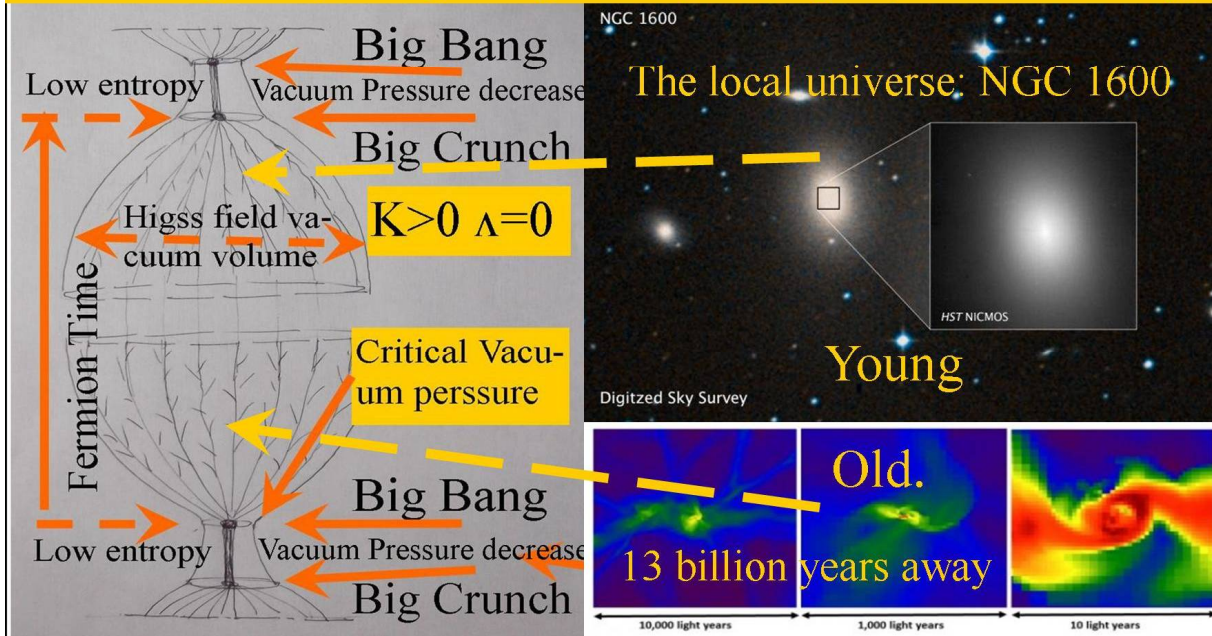 Big Bang
Low entropy
Vacuum Pressure decrease
Big Crunch
K>0 Λ=0
Higss field va-
cuum volume
Fermion Time
Critical Vacu-
um perssure
Big Bang
Low entropy
Vacuum Pressure decrease
Big Crunch
NGC 1600
The local universe: NGC 1600
HST NICMOS
Young
Digitzed Sky Survey
Old.
13 billion years away
10,000 light years
1,000 light years
10 light years